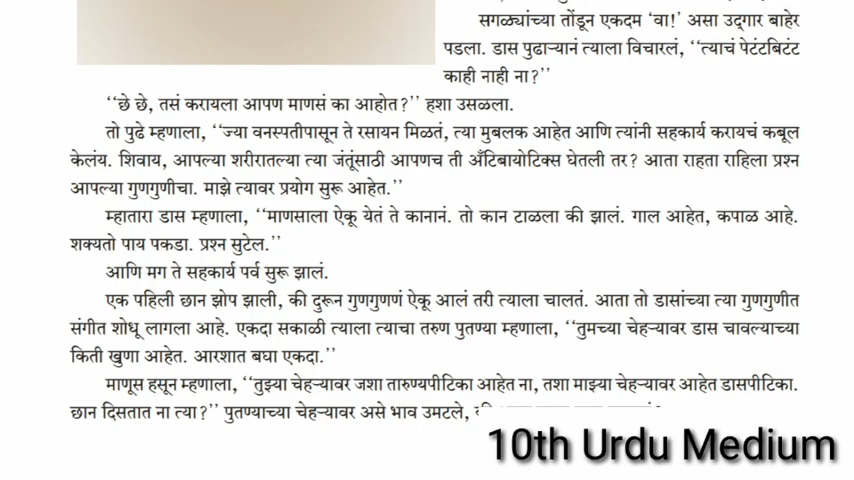 सगळ्यांच्या तोंडून एकदम ‘वा!’ असा उद्‌गार बाहेर
पडला. डास पुढाऱ्यानं त्याला विचारलं, ‘‘त्याचं पेटंटबिटंट
काही नाही ना?’’
‘‘छे छे, तसं करायला आपण माणसं का आहोत?’’ हशा उसळला.
तो पुढे म्हणाला, ‘‘ज्या वनस्पतीपासून ते रसायन मिळतं, त्या मुबलक आहेत आणि त्यांनी सहकार्य करायचं कबूल
केलंय. शिवाय, आपल्या शरीरातल्या त्या जंतूंसाठी आपणच ती अँटिबायोटिक्स घेतली तर? आता राहता राहिला प्रश्न
आपल्या गुणगुणीचा. माझे त्यावर प्रयोग सुरू आहेत.’’
म्हातारा डास म्हणाला, ‘‘माणसाला ऐकू येतं ते कानानं. तो कान टाळला की झालं. गाल आहेत, कपाळ आहे.
शक्यतो पाय पकडा. प्रश्न सुटेल.’’
आणि मग ते सहकार्य पर्व सुरू झालं.
एक पहिली छान झोप झाली, की दुरून गुणगुणणं ऐकू आलं तरी त्याला चालतं. आता तो डासांच्या त्या गुणगुणीत
संगीत शोधू लागला आहे. एकदा सकाळी त्याला त्याचा तरुण पुतण्या म्हणाला, ‘‘तुमच्या चेहऱ्यावर डास चावल्याच्या
किती खुणा आहेत. आरशात बघा एकदा.’’
माणूस हसून म्हणाला, ‘‘तुझ्या चेहऱ्यावर जशा तारुण्यपीटिका आहेत ना, तशा माझ्या चेहऱ्यावर आहेत डासपीटिका.
छान दिसतात ना त्या?’’ पुतण्याच्या चेहऱ्यावर असे भाव उमटले,
10th Urdu Medium